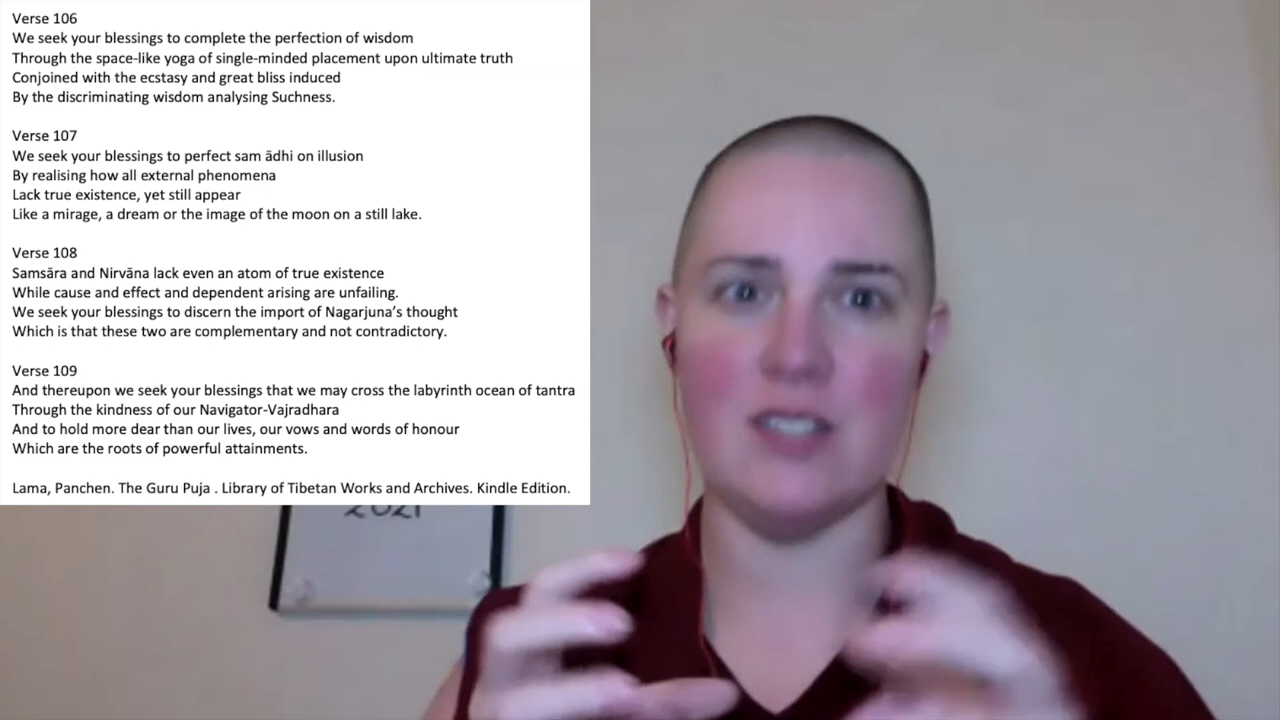 Verse 106
We seek your blessings to complete the perfection of wisdom
Through the space-like yoga of single-minded placement upon ultimate truth
Conjoined with the ecstasy and great bliss induced
By the discriminating wisdom analysing Suchness.
Verse 107
We seek your blessings to perfect sam ādhi on illusion
By realising how all external phenomena
Lack true existence, yet still appear
Like a mirage, a dream or the image of the moon on a still lake.
Verse 108
Samsāra and Nirvāna lack even an atom of true existence
While cause and effect and dependent arising are unfailing.
We seek your blessings to discern the import of Nagarjuna’s thought
Which is that these two are complementary and not contradictory.
Verse 109
And thereupon we seek your blessings that we may cross the labyrinth ocean of tantra
Through the kindness of our Navigator-Vajradhara
And to hold more dear than our lives, our vows and words of honour
Which are the roots of powerful attainments.
Lama, Panchen. The Guru Puja . Library of Tibetan Works and Archives. Kindle Edition.
2021